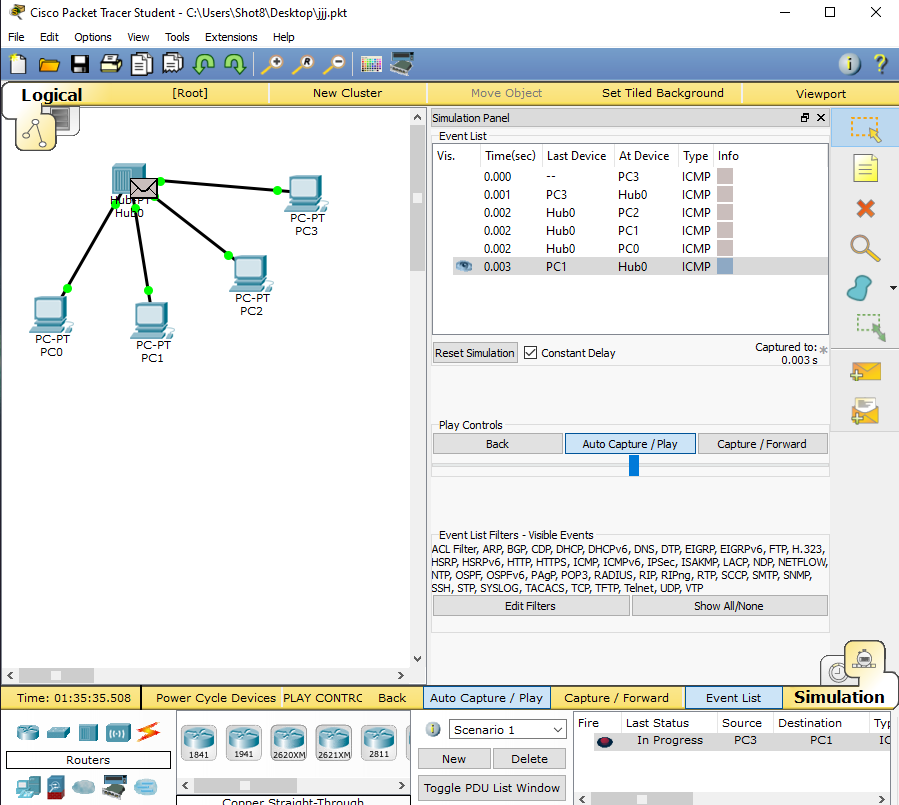 Cisco Packet Tracer Student - C:\Users\Shot8\Desktop\jjj.pkt
File Edit Options View Tools Extensions Help
Logical [Root] New Cluster Move Object Set Tiled Background Viewport
Simulation Panel
Event List
Vis. Time(sec) Last Device At Device Type Info
0.000 -- PC3 ICMP
0.001 PC3 Hub0 ICMP
0.002 Hub0 PC2 ICMP
0.002 Hub0 PC1 ICMP
0.002 Hub0 PC0 ICMP
0.003 PC1 Hub0 ICMP
Reset Simulation Constant Delay Captured to: *
0.003 s
Play Controls
Back Auto Capture / Play Capture / Forward
Event List Filters - Visible Events
ACL Filter, ARP, BGP, CDP, DHCP, DHCPv6, DNS, DTP, EIGRP, EIGRPv6, FTP, H.323,
HSRP, HSRPv6, HTTP, HTTPS, ICMP, ICMPv6, IPSec, ISAKMP, LACP, NDP, NETFLOW,
NTP, OSPF, OSPFv6, PAgP, POP3, RADIUS, RIP, RIPng, RTP, SCCP, SMTP, SNMP,
SSH, STP, SYSLOG, TACACS, TCP, TFTP, Telnet, UDP, VTP
Edit Filters Show All/None
Hub-PT
Hub0
PC-PT
PC3
PC-PT
PC2
PC-PT
PC0
PC-PT
PC1
Time: 01:35:35.508 Power Cycle Devices PLAY CONTRC Back Auto Capture / Play Capture / Forward Event List Simulation
Routers
1841 1941 2620XM 2621XM 2811
Copper Straight-Through
Scenario 1
New Delete
Toggle PDU List Window
Fire Last Status Source Destination Typ
In Progress PC3 PC1 IC